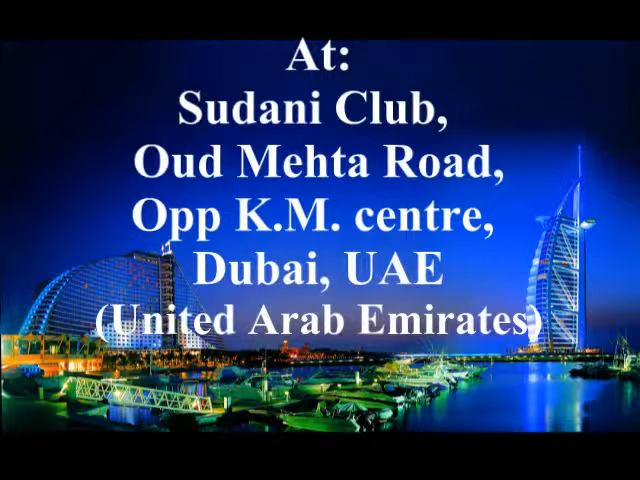 At:
Sudani Club,
Oud Mehta Road,
Opp K.M. centre,
Dubai, UAE
(United Arab Emirates)